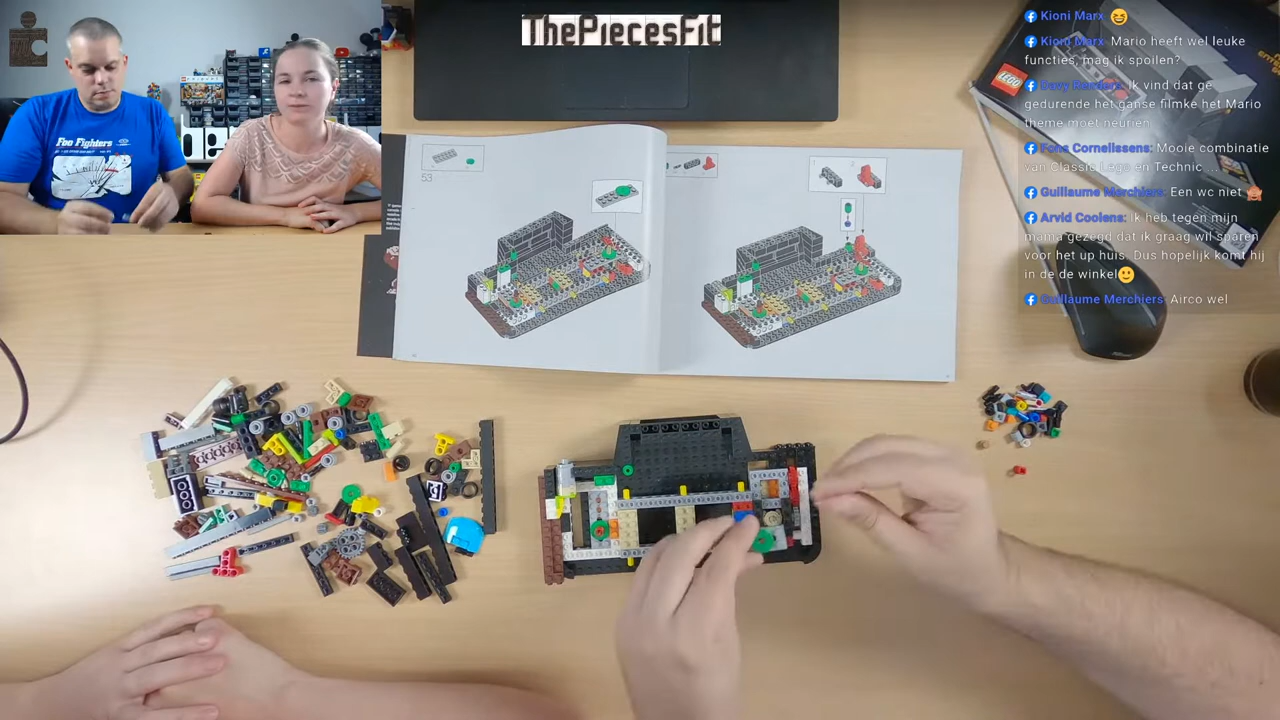 ThePiecesFit
Foo Fighters
LEGO
53
Kioni Marx
Kioni Marx Mario heeft wel leuke
functies, mag ik spoilen?
Ik vind dat ge
gedurende het ganse filmke het Mario
theme moet neuriën.
Fons Cornelissens: Mooie combinatie
van Classic Lego en Technic....
Guillaume Merchiers: Een wc niet 🙈
Arvid Coolens: Ik heb tegen mijn
mama gezegd dat ik graag wil sparen
voor het up huis. Dus hopelijk komt hij
in de de winkel🙂
Guillaume Merchiers Airco wel